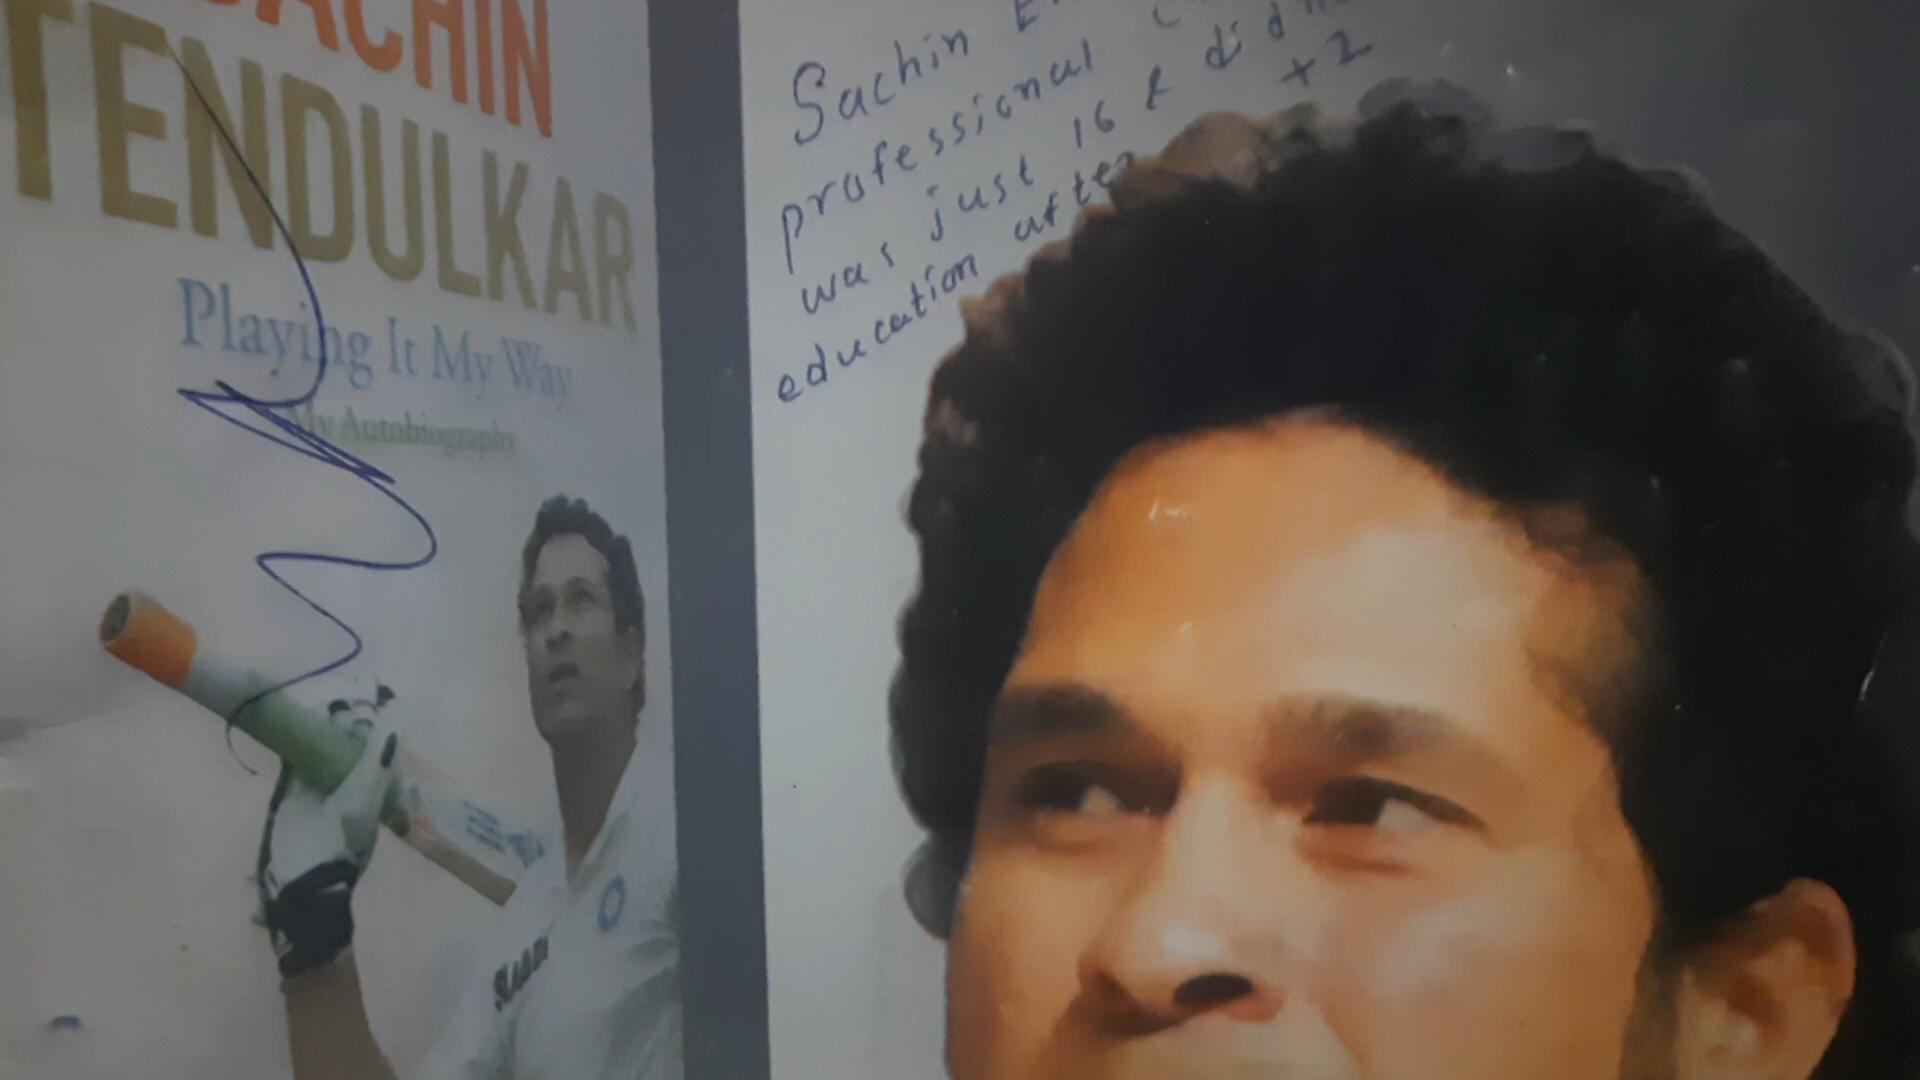 SACHIN
TENDULKAR
Playing It My Way
My Autobiography
Sachin
professional
was just 16 & did
education after +2